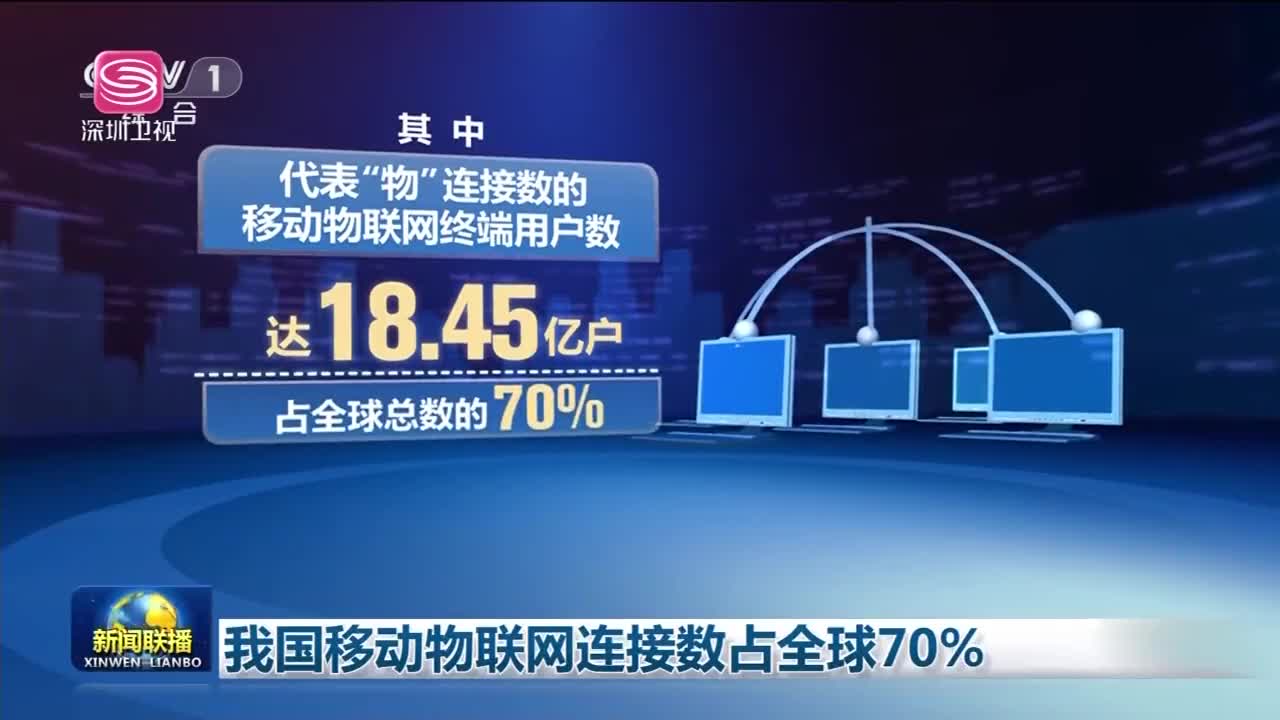 1
合
深圳卫视
其中
代表“物”连接数的
移动物联网终端用户数
达18.45亿户
占全球总数的70%
新闻联播
XINWEN LIANBO
我国移动物联网连接数占全球70%